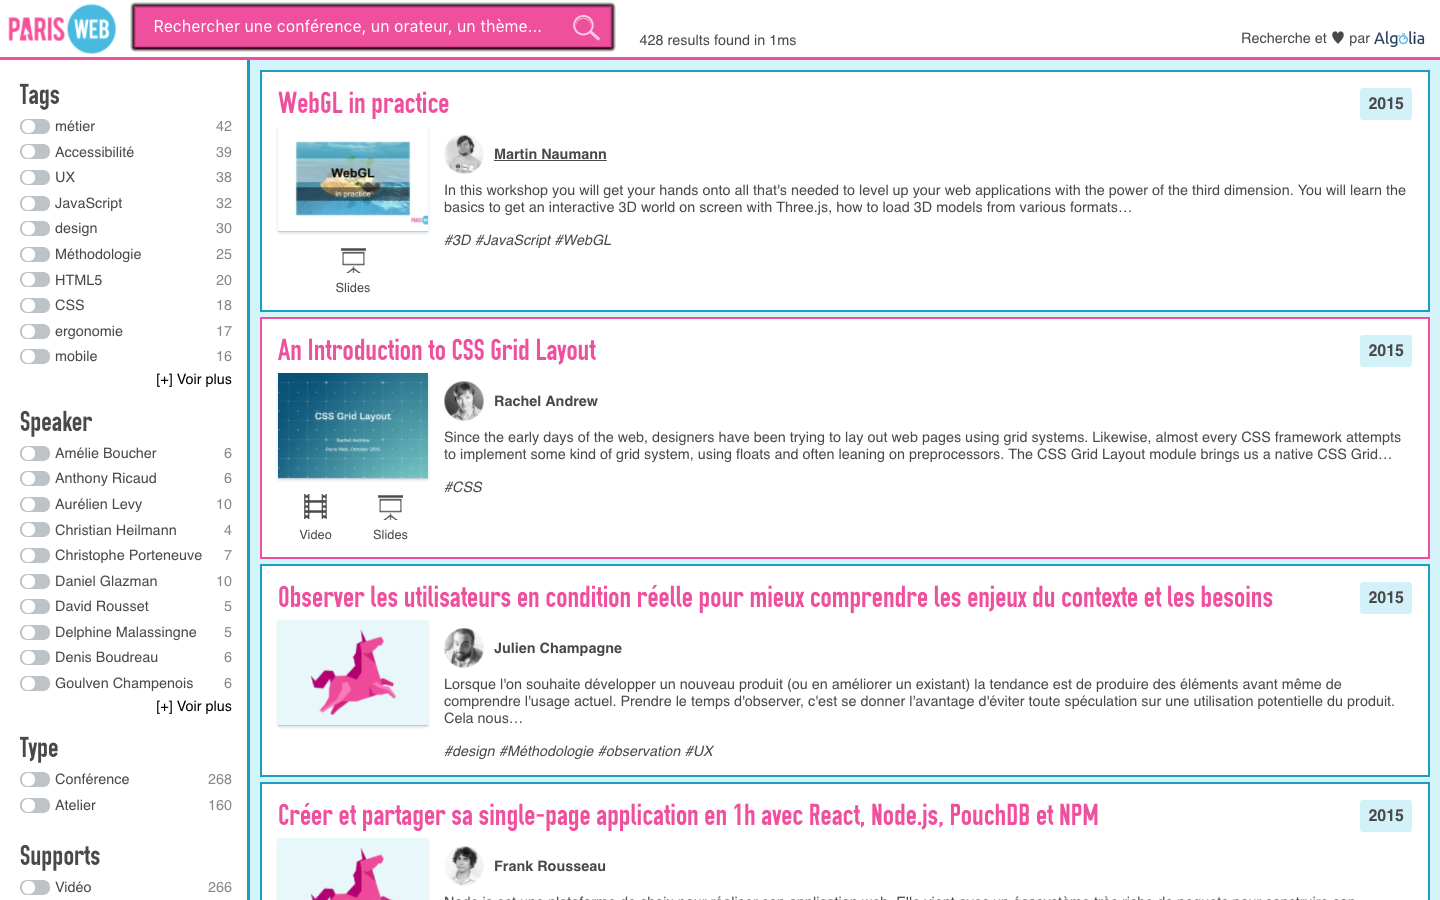 PARIS WEB
Rechercher une conférence, un orateur, un thème...
428 results found in 1ms
Recherche et ♥ par Algolia
Tags
métier 42
Accessibilité 39
UX 38
JavaScript 32
design 30
Méthodologie 25
HTML5 20
CSS 18
ergonomie 17
mobile 16
[+] Voir plus
Speaker
Amélie Boucher 6
Anthony Ricaud 6
Aurélien Levy 10
Christian Heilmann 4
Christophe Porteneuve 7
Daniel Glazman 10
David Rousset 5
Delphine Malassingne 5
Denis Boudreau 6
Goulven Champenois 6
[+] Voir plus
Type
Conférence 268
Atelier 160
Supports
Vidéo 266
WebGL in practice
2015
WebGL
in practice
PARIS WEB
Martin Naumann
In this workshop you will get your hands onto all that's needed to level up your web applications with the power of the third dimension. You will learn the
basics to get an interactive 3D world on screen with Three.js, how to load 3D models from various formats…
#3D #JavaScript #WebGL
Slides
An Introduction to CSS Grid Layout
2015
CSS Grid Layout
Rachel Andrew
Paris Web, October 2015
Rachel Andrew
Since the early days of the web, designers have been trying to lay out web pages using grid systems. Likewise, almost every CSS framework attempts
to implement some kind of grid system, using floats and often leaning on preprocessors. The CSS Grid Layout module brings us a native CSS Grid…
#CSS
Video
Slides
Observer les utilisateurs en condition réelle pour mieux comprendre les enjeux du contexte et les besoins
2015
Julien Champagne
Lorsque l'on souhaite développer un nouveau produit (ou en améliorer un existant) la tendance est de produire des éléments avant même de
comprendre l'usage actuel. Prendre le temps d'observer, c'est se donner l'avantage d'éviter toute spéculation sur une utilisation potentielle du produit.
Cela nous…
#design #Méthodologie #observation #UX
Créer et partager sa single-page application en 1h avec React, Node.js, PouchDB et NPM
2015
Frank Rousseau